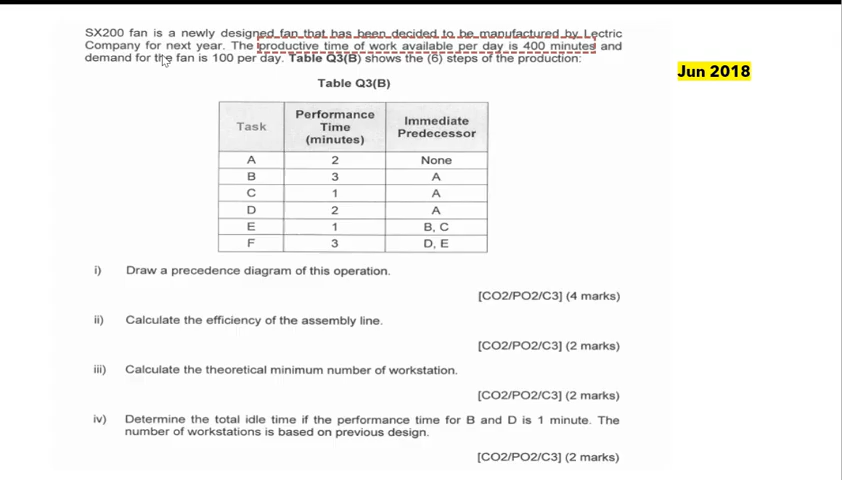 SX200 fan is a newly designed fan that has been decided to be manufactured by Lectric
Company for next year. The productive time of work available per day is 400 minutes and
demand for the fan is 100 per day. Table Q3(B) shows the (6) steps of the production:
Jun 2018
Table Q3(B)
Task Performance Time (minutes) Immediate Predecessor
A 2 None
B 3 A
C 1 A
D 2 A
E 1 B, C
F 3 D, E
i) Draw a precedence diagram of this operation.
[CO2/PO2/C3] (4 marks)
ii) Calculate the efficiency of the assembly line.
[CO2/PO2/C3] (2 marks)
iii) Calculate the theoretical minimum number of workstation.
[CO2/PO2/C3] (2 marks)
iv) Determine the total idle time if the performance time for B and D is 1 minute. The
number of workstations is based on previous design.
[CO2/PO2/C3] (2 marks)